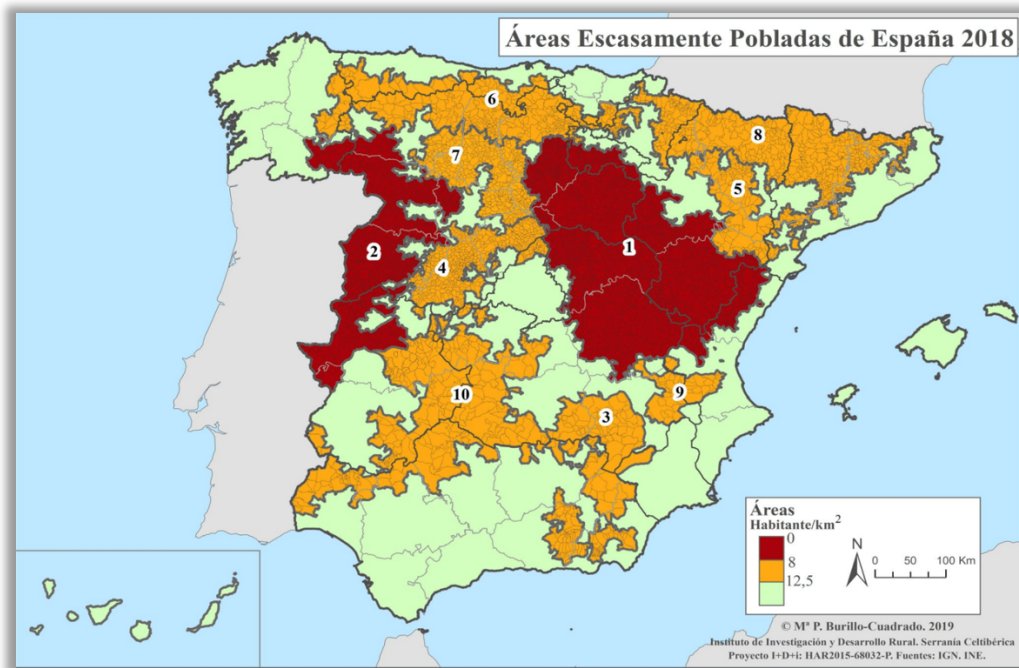 Áreas Escasamente Pobladas de España 2018
6
8
7
5
1
2
4
9
10
3
Áreas
Habitante/km²
0
8
12,5
N
0 50 100 Km
© Mª P. Burillo-Cuadrado. 2019
Instituto de Investigación y Desarrollo Rural. Serranía Celtibérica
Proyecto I+D+i: HAR2015-68032-P. Fuentes: IGN. INE.